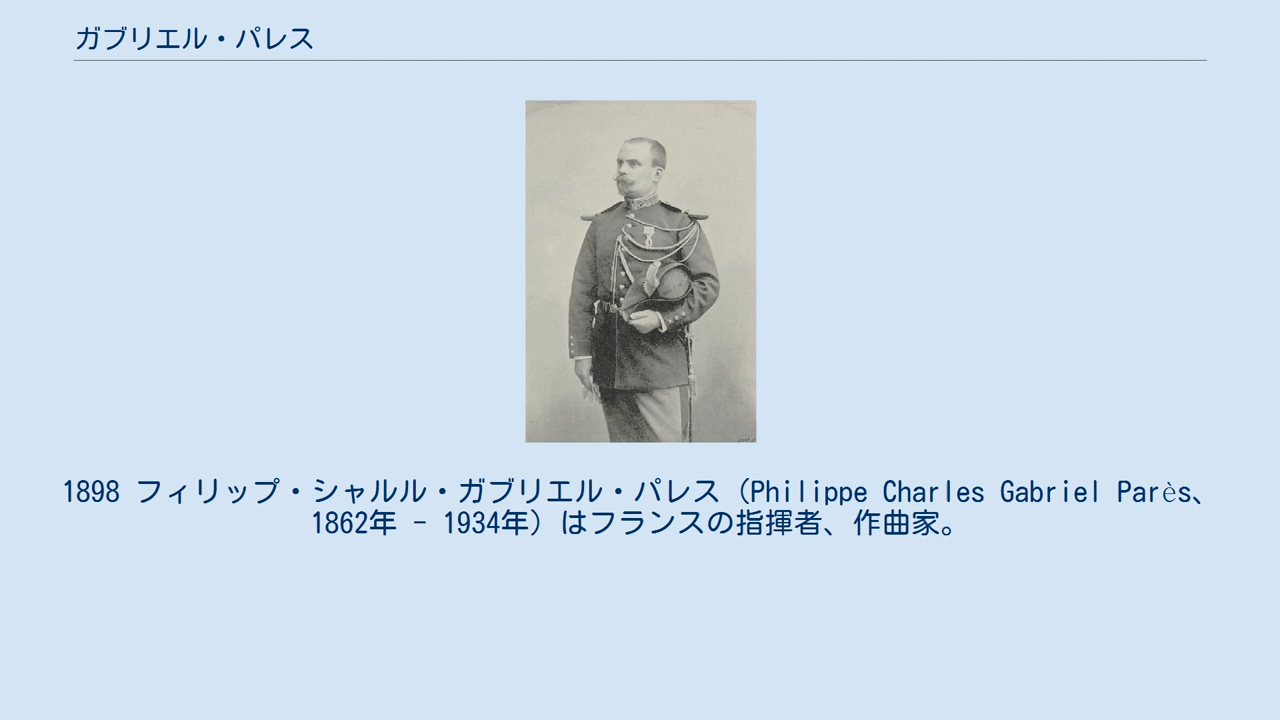 ガブリエル・パレス
1898 フィリップ・シャルル・ガブリエル・パレス（Philippe Charles Gabriel Parès、
1862年 － 1934年）はフランスの指揮者、作曲家。